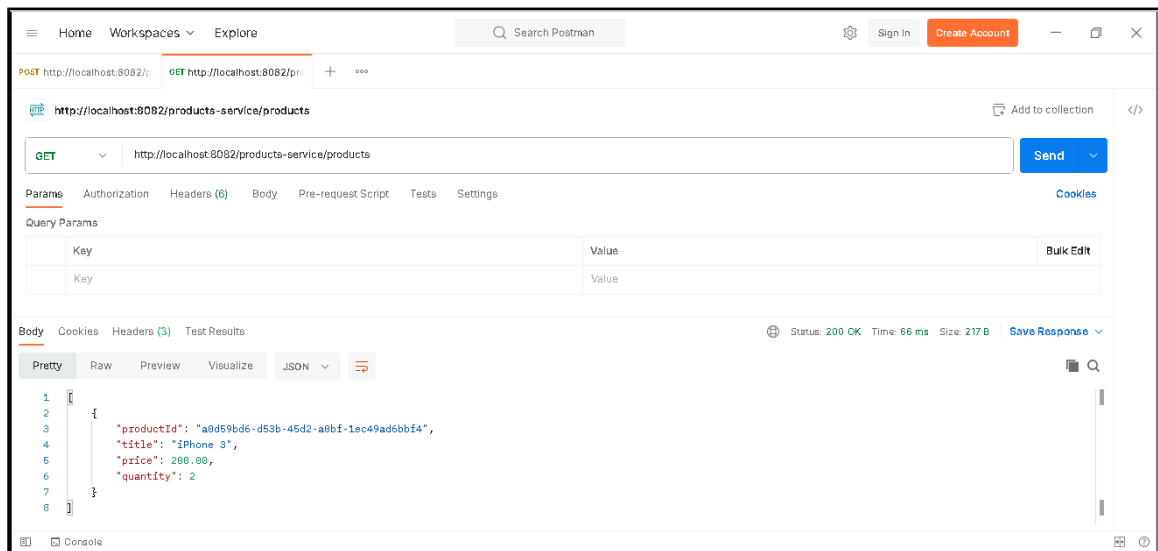 Home Workspaces Explore Search Postman Sign In Create Account
POST http://localhost:8082/p GET http://localhost:8082/pro
HTTP http://localhost:8082/products-service/products Add to collection </>
GET http://localhost:8082/products-service/products Send
Params Authorization Headers (6) Body Pre-request Script Tests Settings Cookies
Query Params
Key Value Bulk Edit
Key Value
Body Cookies Headers (3) Test Results Status: 200 OK Time: 66 ms Size: 217 B Save Response
Pretty Raw Preview Visualize JSON
1 [
2 {
3 "productId": "a0d59bd6-d53b-45d2-a0bf-1ec49ad6bbf4",
4 "title": "iPhone 3",
5 "price": 200.00,
6 "quantity": 2
7 }
8 ]
Console